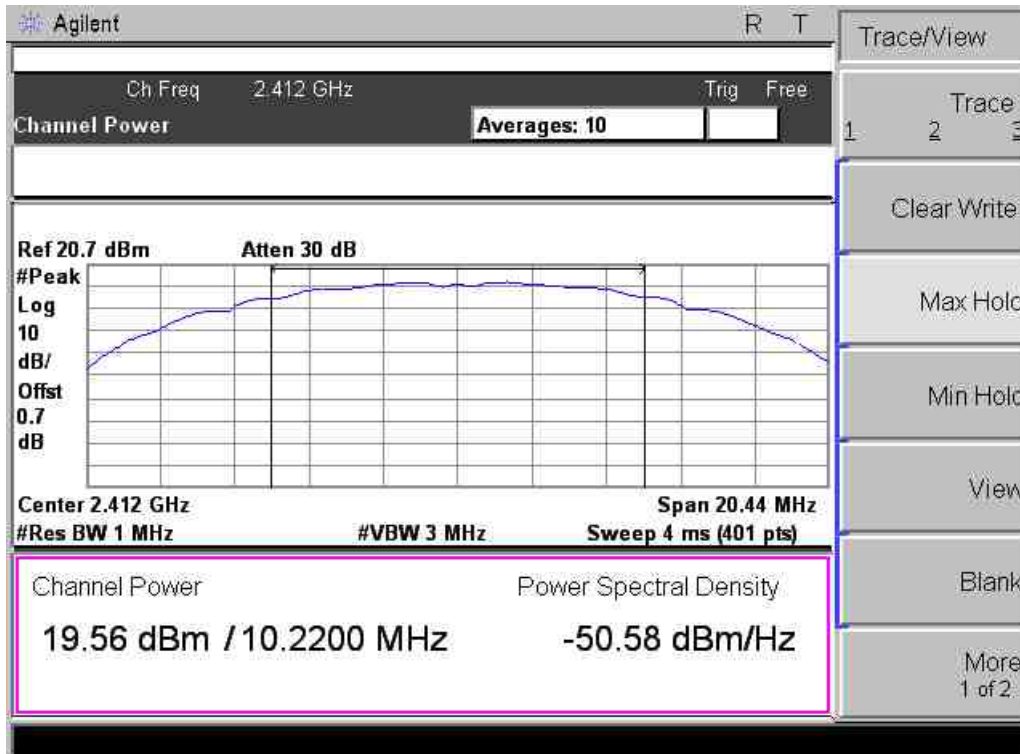 Agilent R T
Trace/View
Ch Freq 2.412 GHz Trig Free
Channel Power Averages: 10
Trace
1 2 3
Clear Write
Ref 20.7 dBm Atten 30 dB
#Peak
Log
10
dB/
Offst
0.7
dB
Max Hold
Min Hold
Center 2.412 GHz Span 20.44 MHz
#Res BW 1 MHz #VBW 3 MHz Sweep 4 ms (401 pts)
View
Channel Power Power Spectral Density
19.56 dBm / 10.2200 MHz -50.58 dBm/Hz
Blank
More
1 of 2